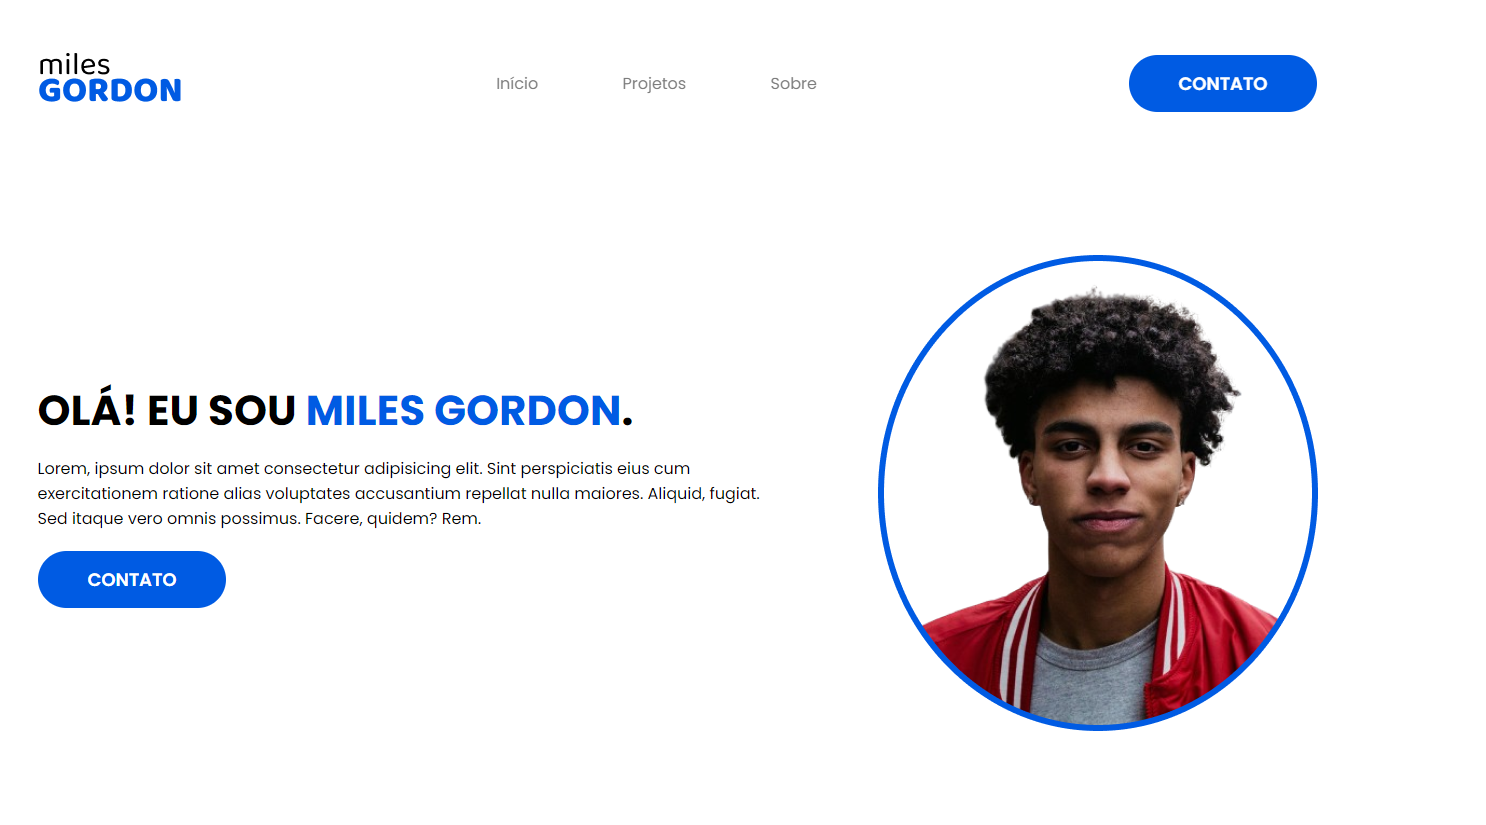 miles
GORDON
Início
Projetos
Sobre
CONTATO
OLÁ! EU SOU MILES GORDON.
Lorem, ipsum dolor sit amet consectetur adipisicing elit. Sint perspiciatis eius cum
exercitationem ratione alias voluptates accusantium repellat nulla maiores. Aliquid, fugiat.
Sed itaque vero omnis possimus. Facere, quidem? Rem.
CONTATO